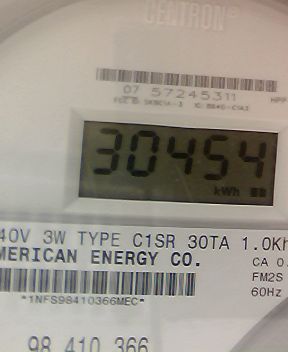 CENTRON®
07 57245311
30454
kWh
40V 3W TYPE C1SR 30TA 1.0Kh
MERICAN ENERGY CO.
CA 0.
FM2S
60Hz
*1NFS98410366MEC*
98 410 366